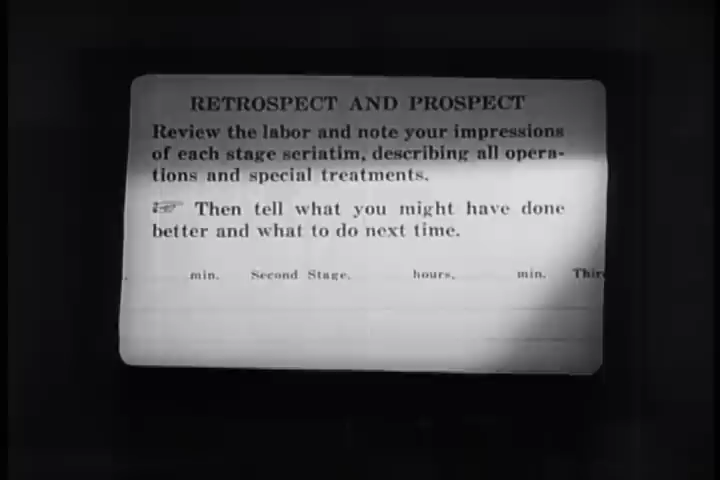 RETROSPECT AND PROSPECT
Review the labor and note your impressions
of each stage seriatim, describing all opera-
tions and special treatments.
☞ Then tell what you might have done
better and what to do next time.
min. Second Stage, hours, min. Thir